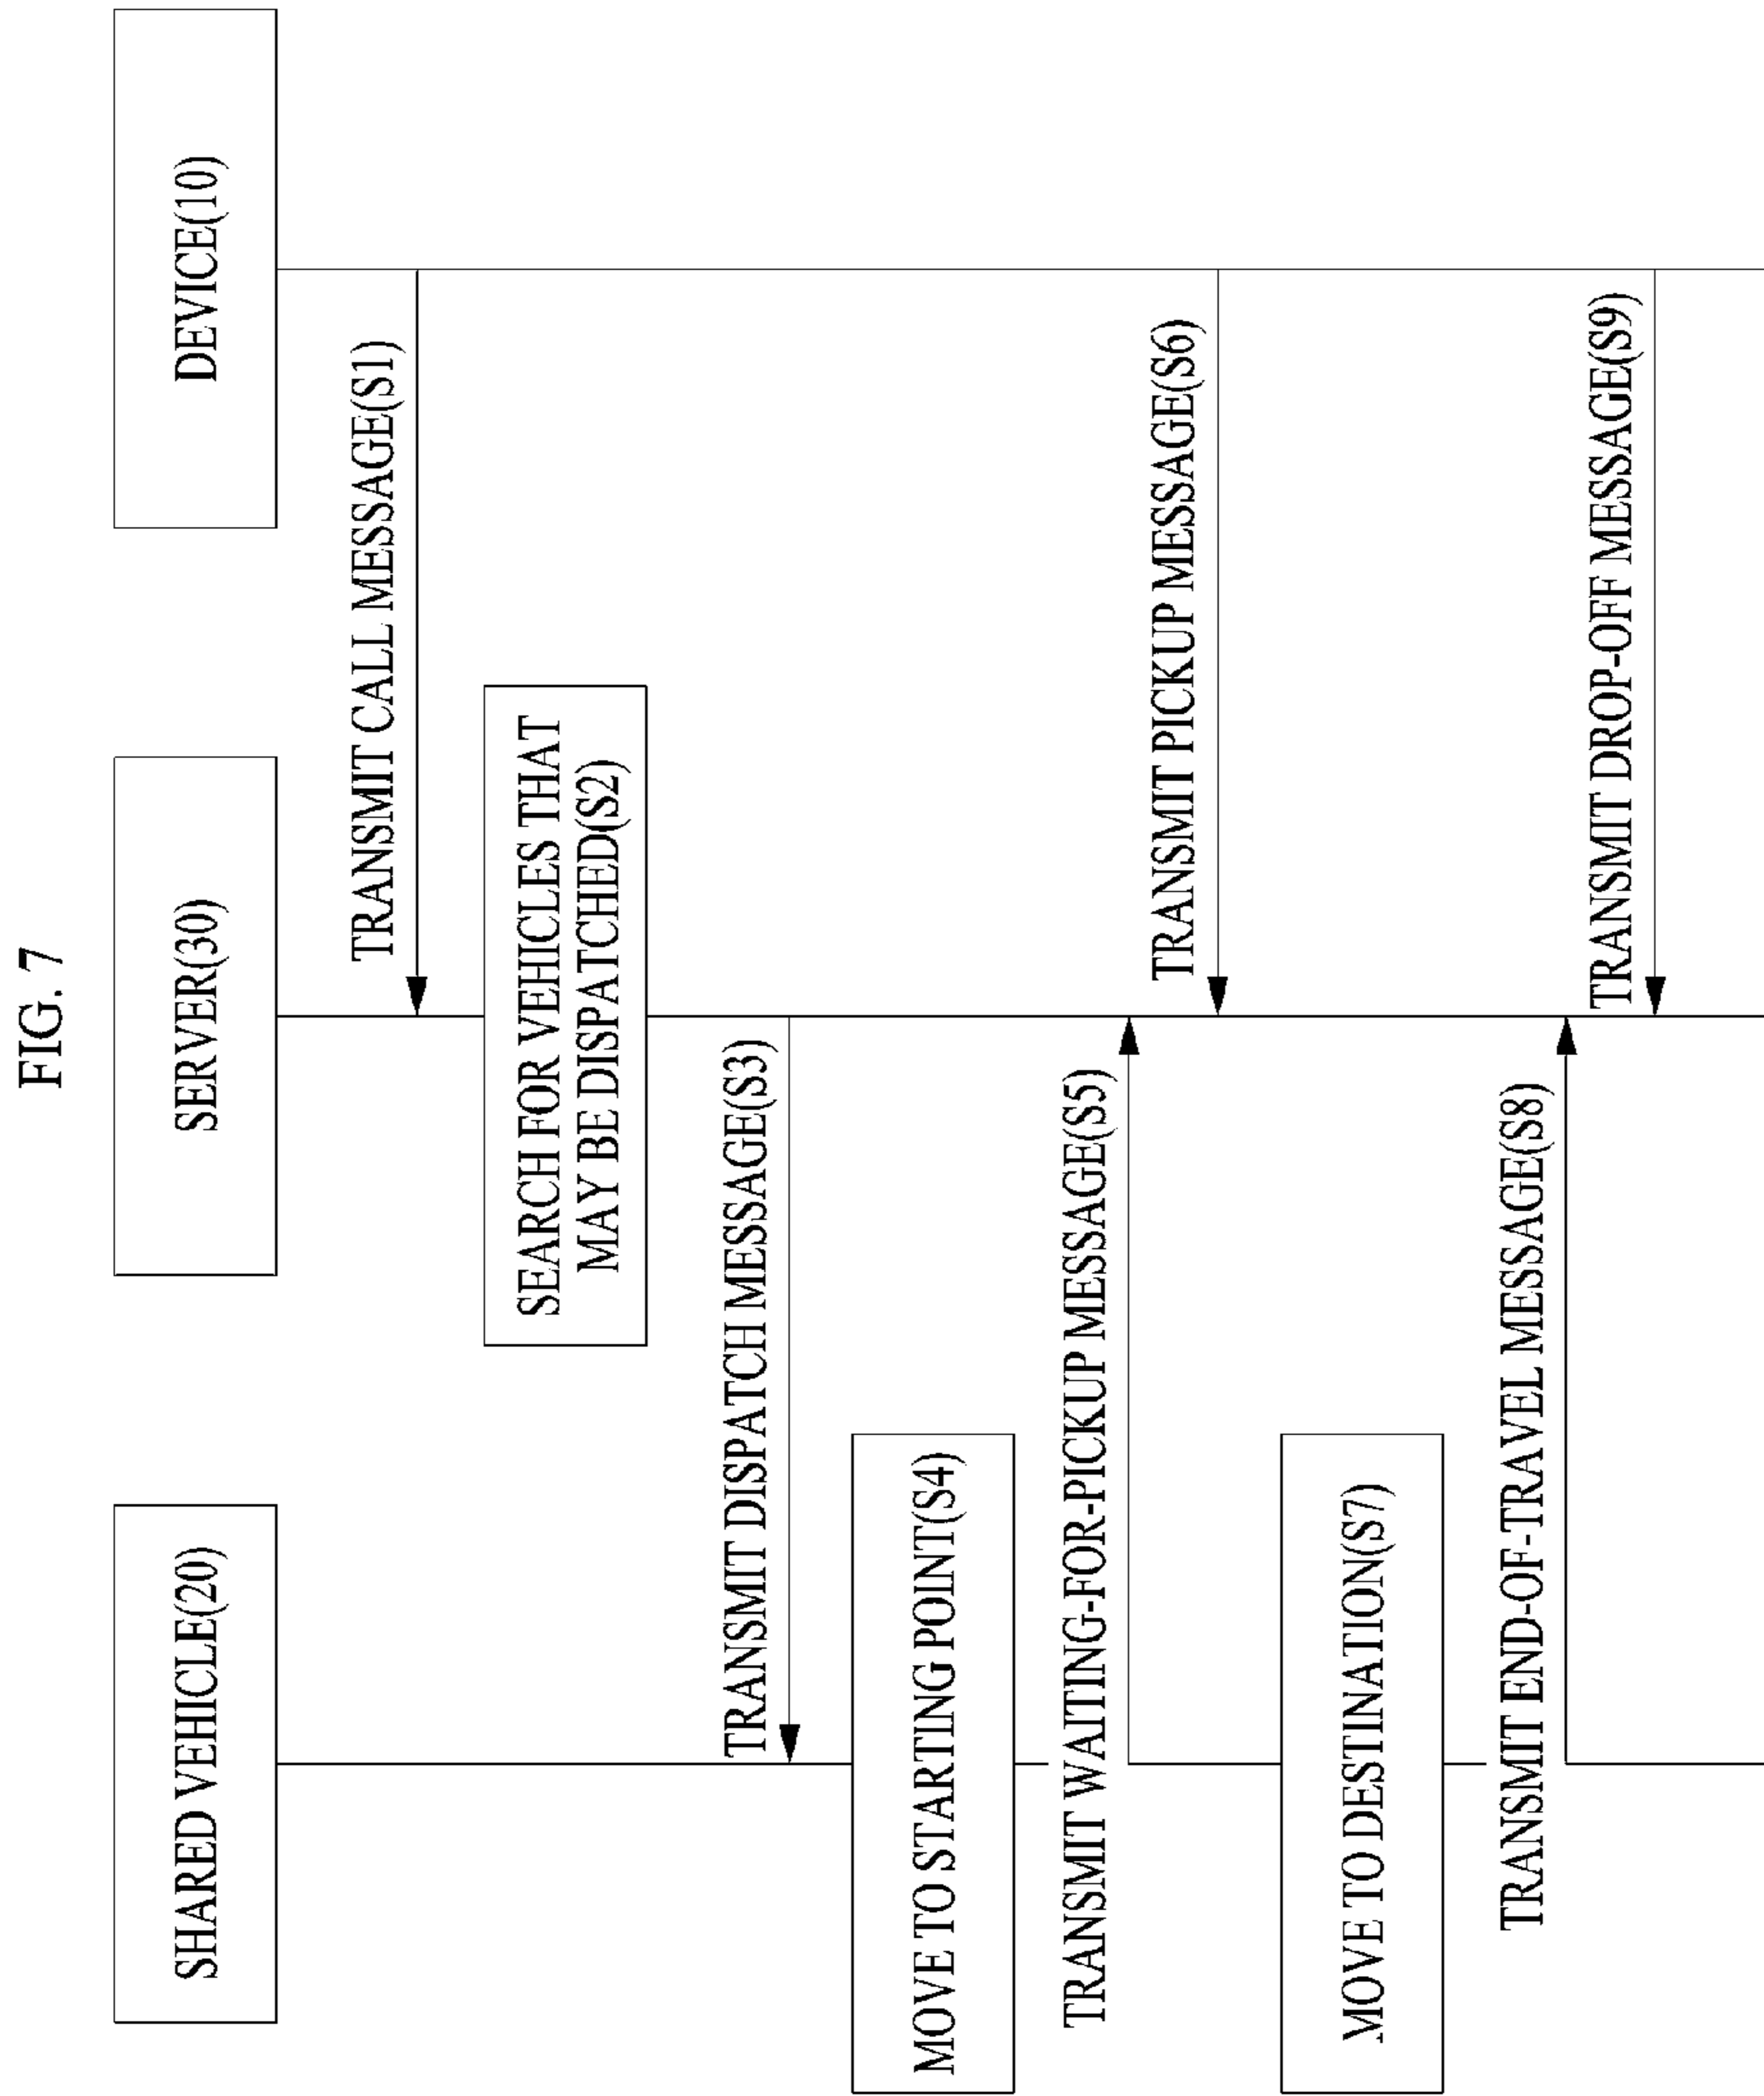 FIG. 7
SHARED VEHICLE(20)
SERVER(30)
DEVICE(10)
TRANSMIT CALL MESSAGE(S1)
SEARCH FOR VEHICLES THAT
MAY BE DISPATCHED(S2)
TRANSMIT DISPATCH MESSAGE(S3)
MOVE TO STARTING POINT(S4)
TRANSMIT WAITING-FOR-PICKUP MESSAGE(S5)
TRANSMIT PICKUP MESSAGE(S6)
MOVE TO DESTINATION(S7)
TRANSMIT END-OF-TRAVEL MESSAGE(S8)
TRANSMIT DROP-OFF MESSAGE(S9)